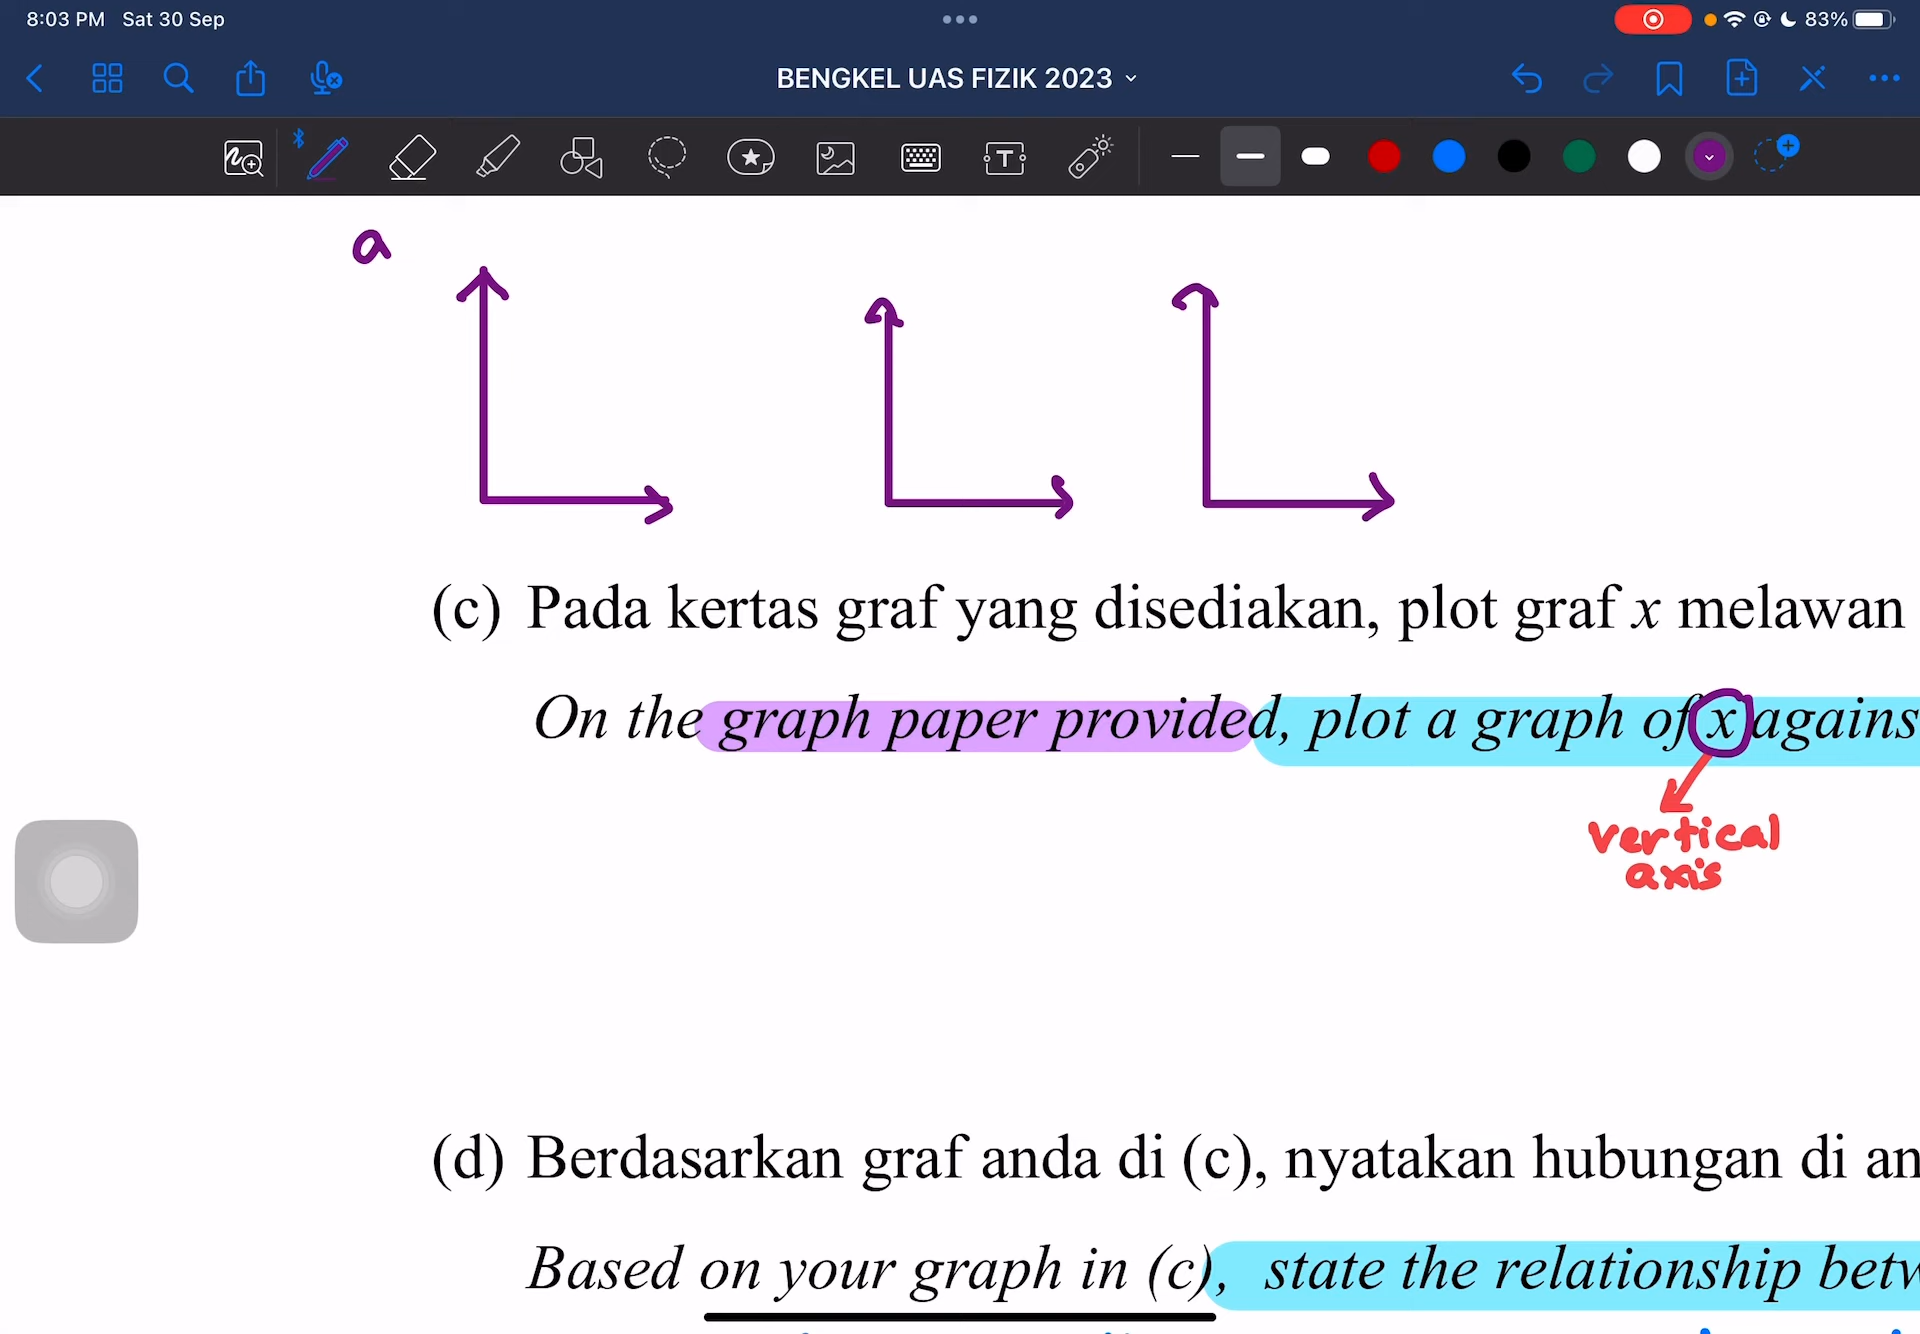 8:03 PM Sat 30 Sep
83%
BENGKEL UAS FIZIK 2023
T
a
(c) Pada kertas graf yang disediakan, plot graf x melawan
On the graph paper provided, plot a graph of x agains
vertical
axis
(d) Berdasarkan graf anda di (c), nyatakan hubungan di an
Based on your graph in (c), state the relationship betw